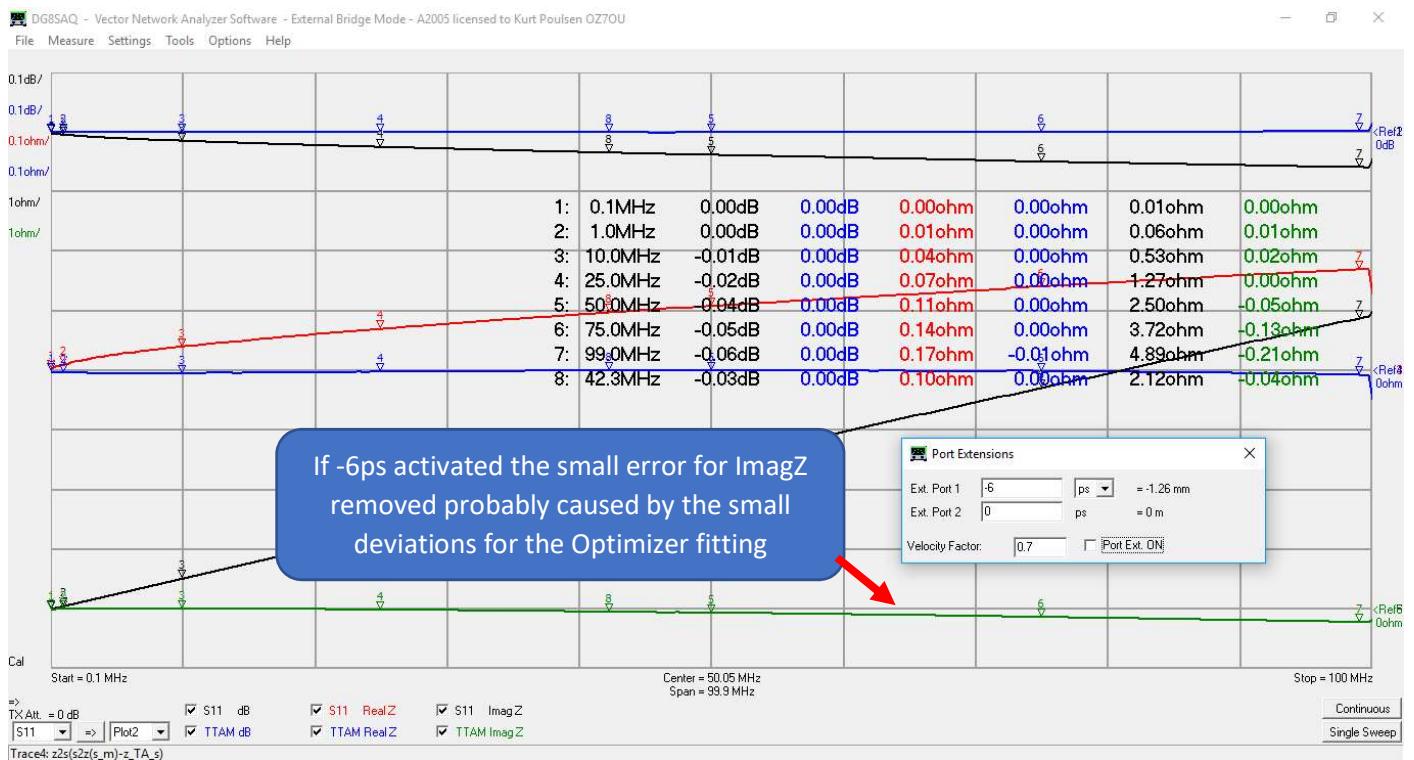 DG8SAQ - Vector Network Analyzer Software - External Bridge Mode - A2005 licensed to Kurt Poulsen OZ7OU
File Measure Settings Tools Options Help
0.1dB/
0.1dB/
0.1ohm/
0.1ohm/
1ohm/
1ohm/
<Ref2
0dB
1: 0.1MHz 0.00dB 0.00dB 0.00ohm 0.00ohm 0.01ohm 0.00ohm
2: 1.0MHz 0.00dB 0.00dB 0.01ohm 0.00ohm 0.06ohm 0.01ohm
3: 10.0MHz -0.01dB 0.00dB 0.04ohm 0.00ohm 0.53ohm 0.02ohm
4: 25.0MHz -0.02dB 0.00dB 0.07ohm 0.00ohm 1.27ohm 0.00ohm
5: 50.0MHz -0.04dB 0.00dB 0.11ohm 0.00ohm 2.50ohm -0.05ohm
6: 75.0MHz -0.05dB 0.00dB 0.14ohm 0.00ohm 3.72ohm -0.13ohm
7: 99.0MHz -0.06dB 0.00dB 0.17ohm -0.01ohm 4.89ohm -0.21ohm
8: 42.3MHz -0.03dB 0.00dB 0.10ohm 0.00ohm 2.12ohm -0.04ohm
0ohm
If -6ps activated the small error for ImagZ
removed probably caused by the small
deviations for the Optimizer fitting
Port Extensions
Ext. Port 1 -6 ps = -1.26 mm
Ext. Port 2 0 ps = 0 m
Velocity Factor: 0.7 Port Ext. ON
0ohm
Cal
Start = 0.1 MHz
Center = 50.05 MHz
Span = 99.9 MHz
Stop = 100 MHz
=>
TX Att. = 0 dB
S11 dB S11 RealZ S11 ImagZ
Continuous
S11 => Plot2 TTAM dB TTAM RealZ TTAM ImagZ
Single Sweep
Trace4: z2s(s2z(s_m)-z_TA_s)